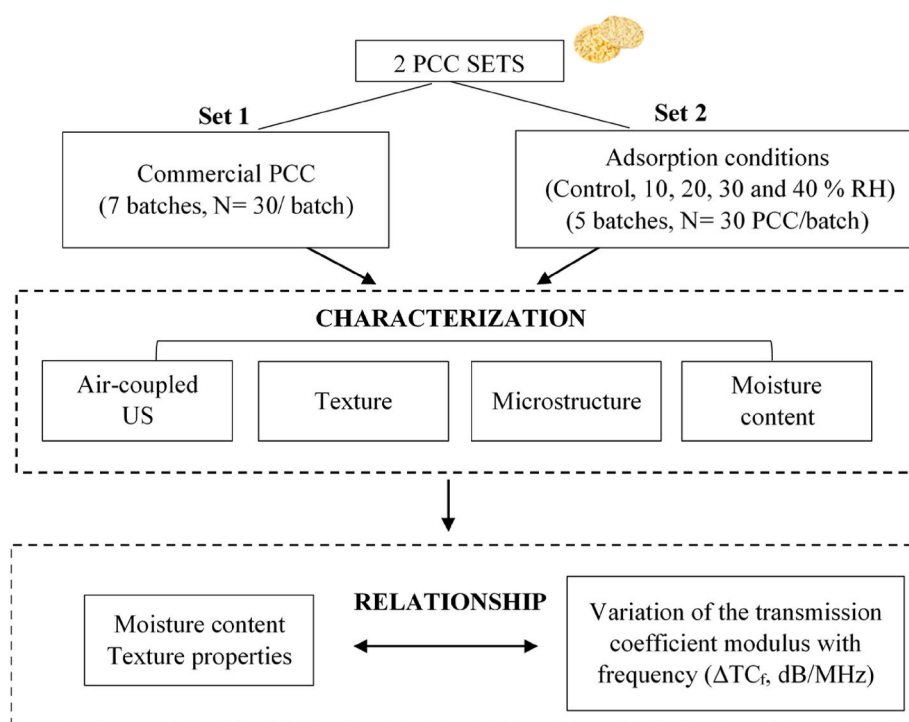 2 PCC SETS
Set 1
Set 2
Commercial PCC
(7 batches, N= 30/ batch)
Adsorption conditions
(Control, 10, 20, 30 and 40 % RH)
(5 batches, N= 30 PCC/batch)
CHARACTERIZATION
Air-coupled
US
Texture
Microstructure
Moisture
content
RELATIONSHIP
Moisture content
Texture properties
Variation of the transmission
coefficient modulus with
frequency (ΔTCf, dB/MHz)